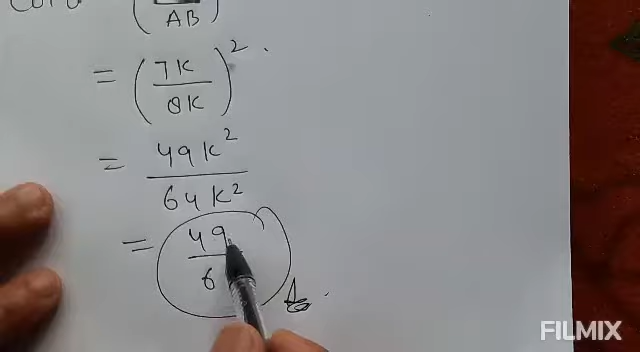 AB
= (7K/8K)²
= 49K²/64K²
= 49/6
FILMIX